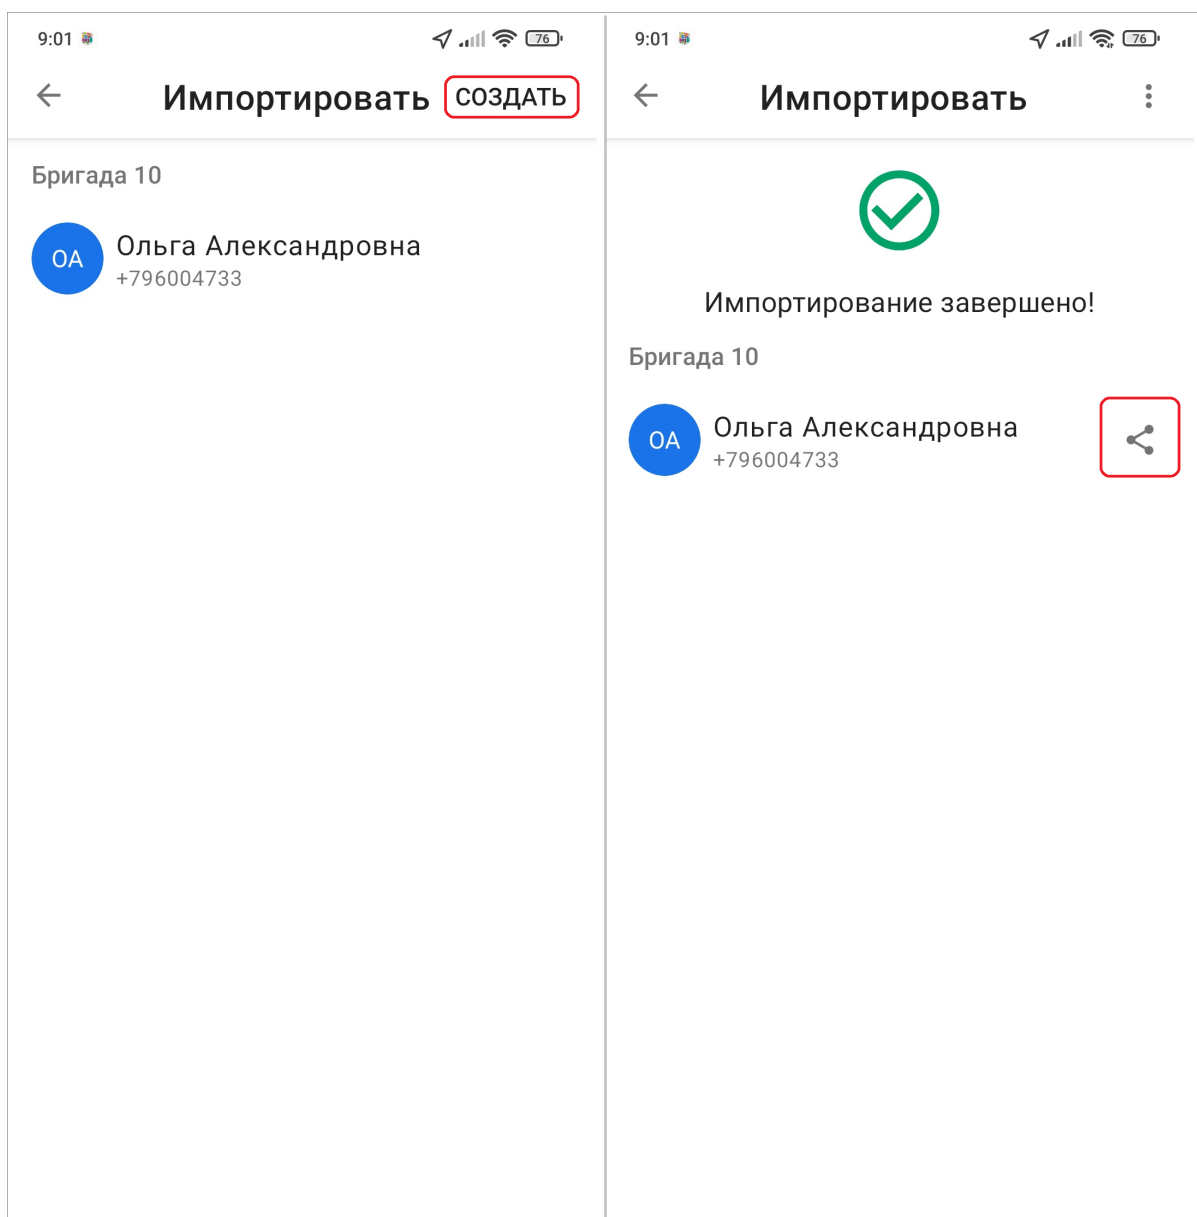 9:01
76
Импортировать
СОЗДАТЬ
Бригада 10
ОА
Ольга Александровна
+796004733
9:01
76
Импортировать
Импортирование завершено!
Бригада 10
ОА
Ольга Александровна
+796004733